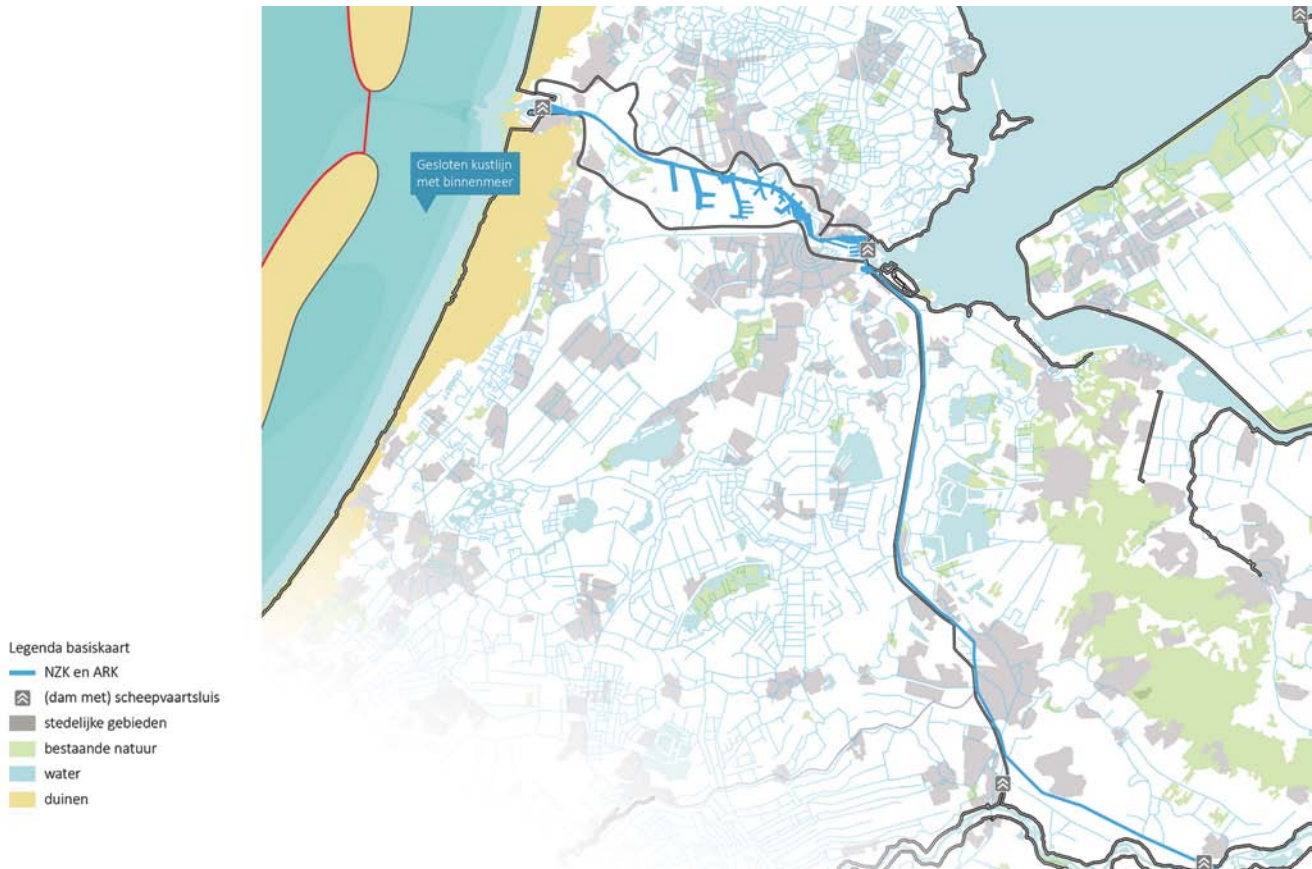 Gesloten kustlijn
met binnenmeer
Legenda basiskaart
NZK en ARK
(dam met) scheepvaartsluis
stedelijke gebieden
bestaande natuur
water
duinen